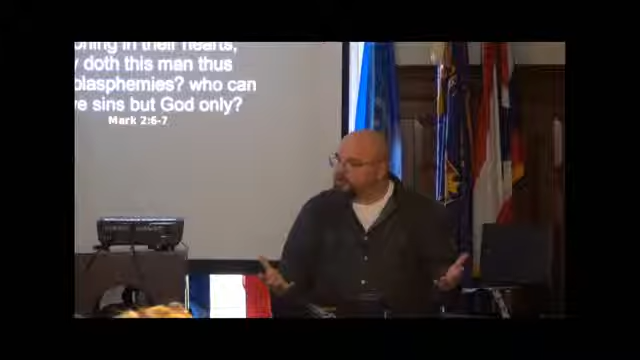 oning in their hearts,
y doth this man thus
blasphemies? who can
ve sins but God only?
Mark 2:6-7